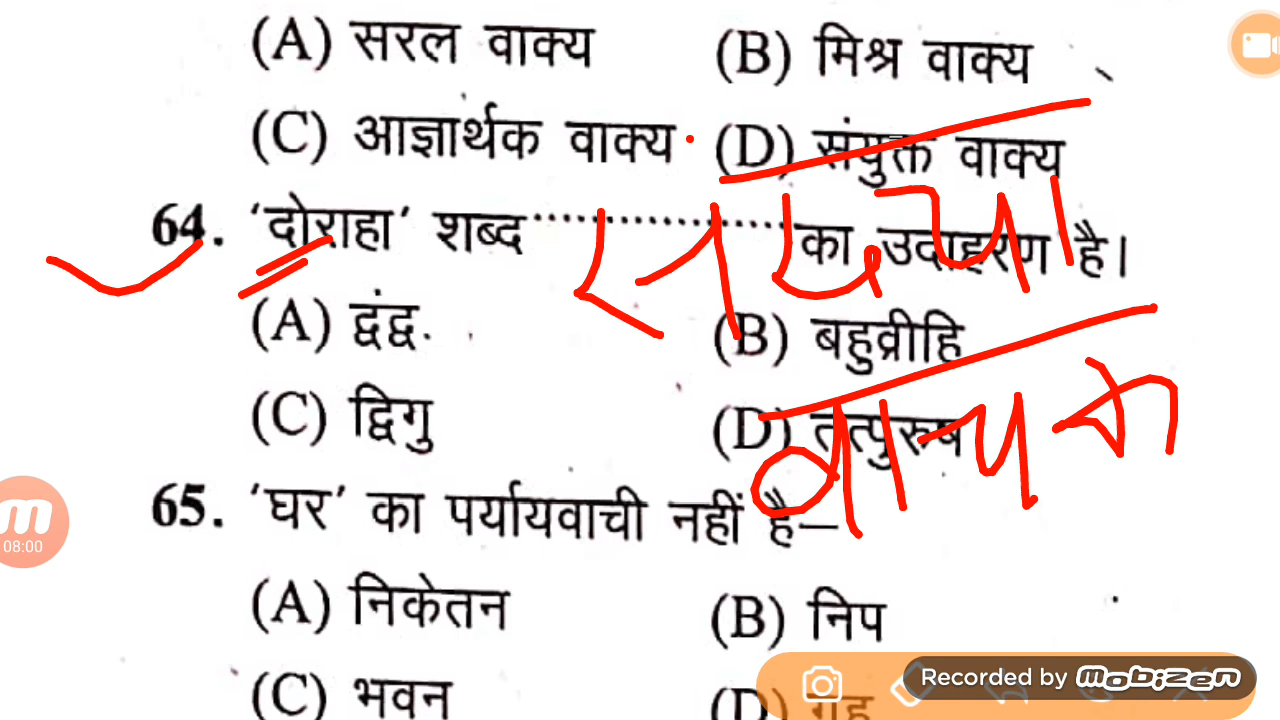 (A) सरल वाक्य (B) मिश्र वाक्य
(C) आज्ञार्थक वाक्य (D) संयुक्त वाक्य
64. 'दोराहा' शब्द .................. का उदाहरण है।
संख्या
(A) द्वंद्व. (B) बहुव्रीहि
वाचक
(C) द्विगु (D) तत्पुरुष
65. 'घर' का पर्यायवाची नहीं है–
08:00
(A) निकेतन (B) निप
(C) भवन (D) गृह
Recorded by mobizen